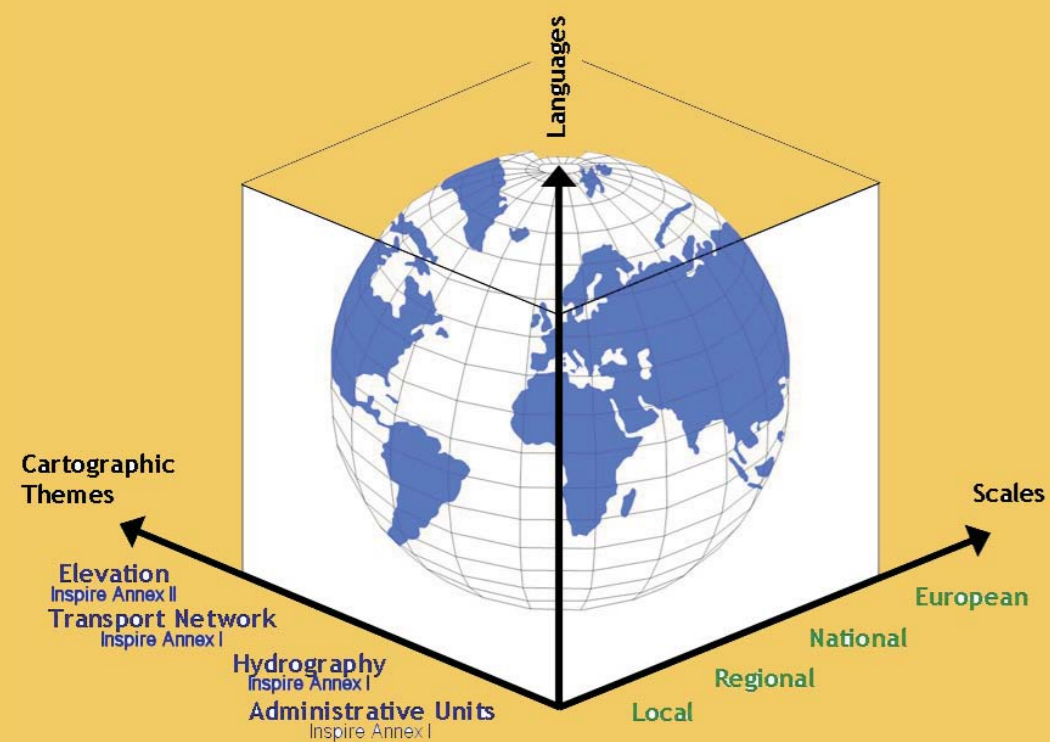 Languages
Cartographic
Themes
Scales
Elevation
Inspire Annex II
Transport Network
Inspire Annex I
Hydrography
Inspire Annex I
Administrative Units
Inspire Annex I
European
National
Regional
Local